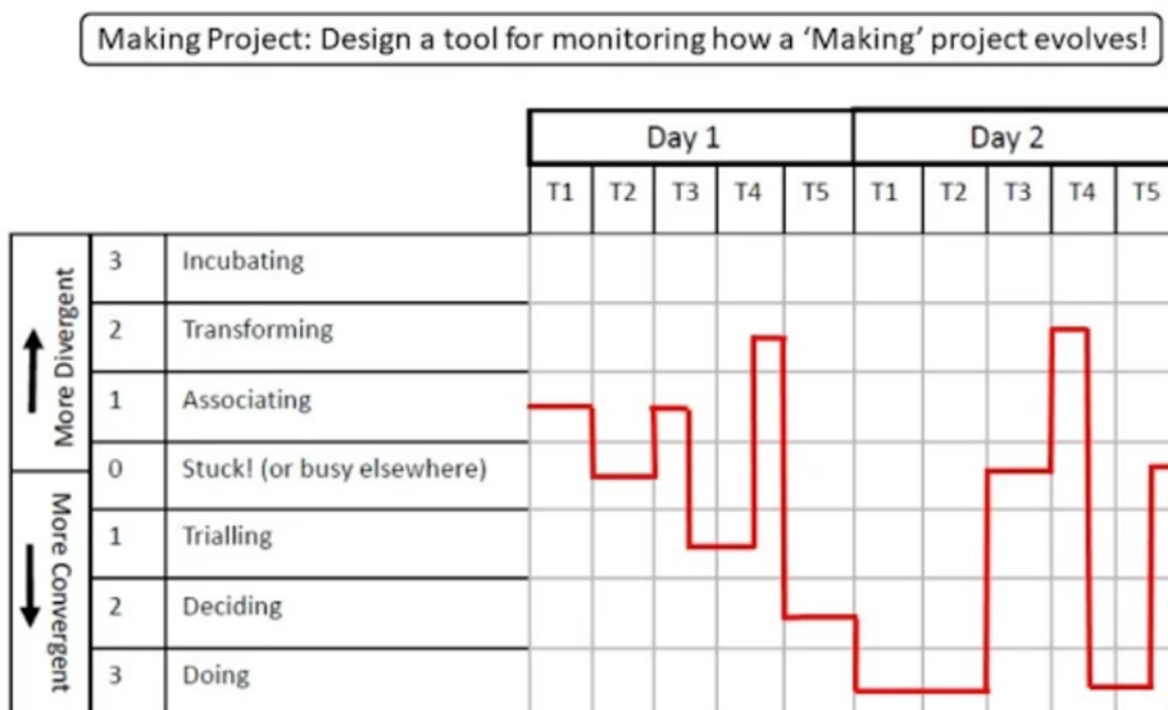 Making Project: Design a tool for monitoring how a ‘Making’ project evolves!
Day 1 Day 2
T1 T2 T3 T4 T5 T1 T2 T3 T4 T5
More Divergent
3 Incubating
2 Transforming
1 Associating
0 Stuck! (or busy elsewhere)
More Convergent
1 Trialling
2 Deciding
3 Doing